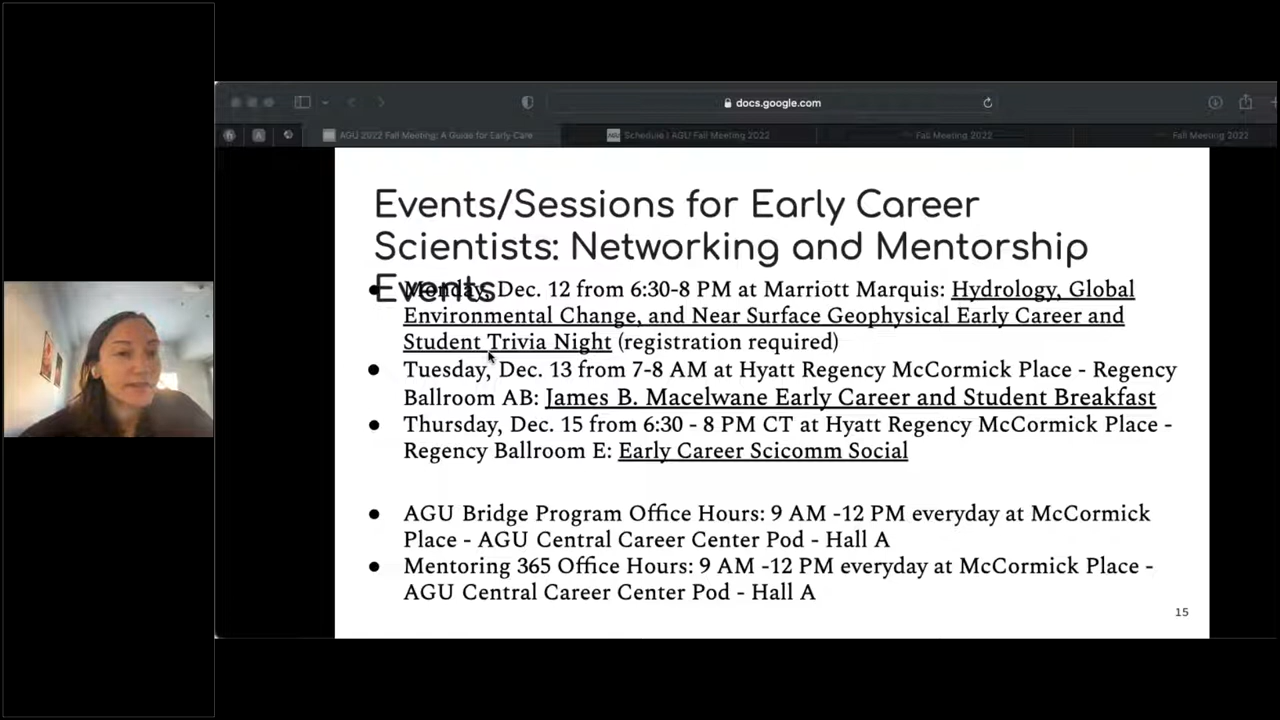 docs.google.com
AGU 2022 Fall Meeting: A Guide for Early Care
Schedule | AGU Fall Meeting 2022
Fall Meeting 2022
Fall Meeting 2022
Events/Sessions for Early Career
Scientists: Networking and Mentorship
Events
Monday, Dec. 12 from 6:30-8 PM at Marriott Marquis: Hydrology, Global
Environmental Change, and Near Surface Geophysical Early Career and
Student Trivia Night (registration required)
Tuesday, Dec. 13 from 7-8 AM at Hyatt Regency McCormick Place - Regency
Ballroom AB: James B. Macelwane Early Career and Student Breakfast
Thursday, Dec. 15 from 6:30 - 8 PM CT at Hyatt Regency McCormick Place -
Regency Ballroom E: Early Career Scicomm Social
AGU Bridge Program Office Hours: 9 AM -12 PM everyday at McCormick
Place - AGU Central Career Center Pod - Hall A
Mentoring 365 Office Hours: 9 AM -12 PM everyday at McCormick Place -
AGU Central Career Center Pod - Hall A
15